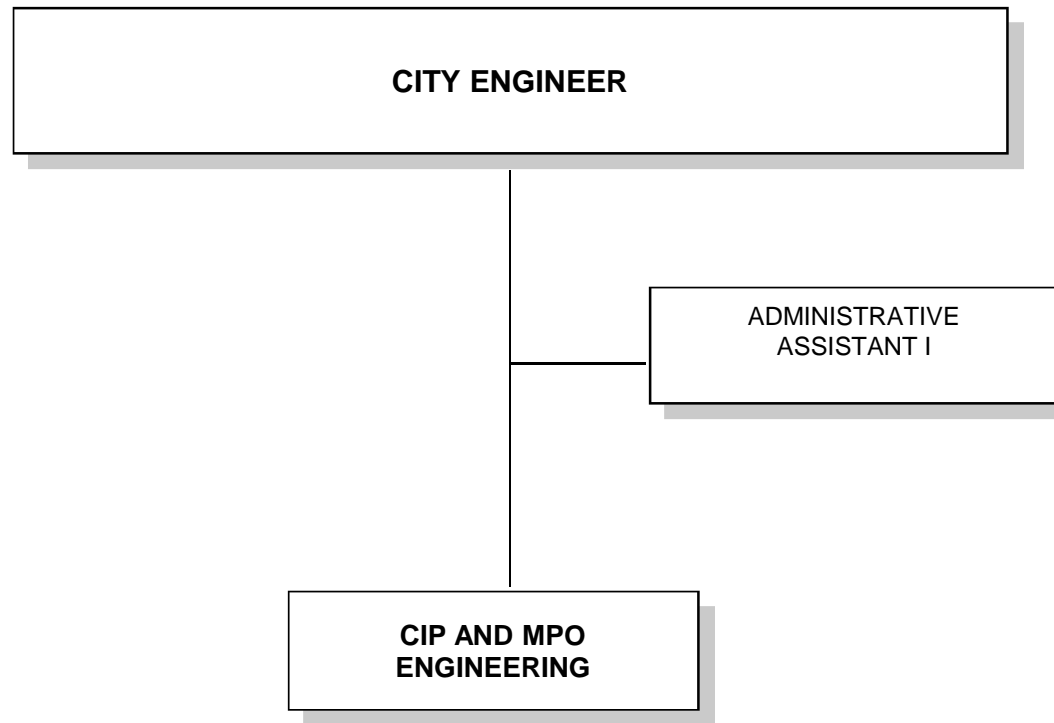 CITY ENGINEER
ADMINISTRATIVE
ASSISTANT I
CIP AND MPO
ENGINEERING